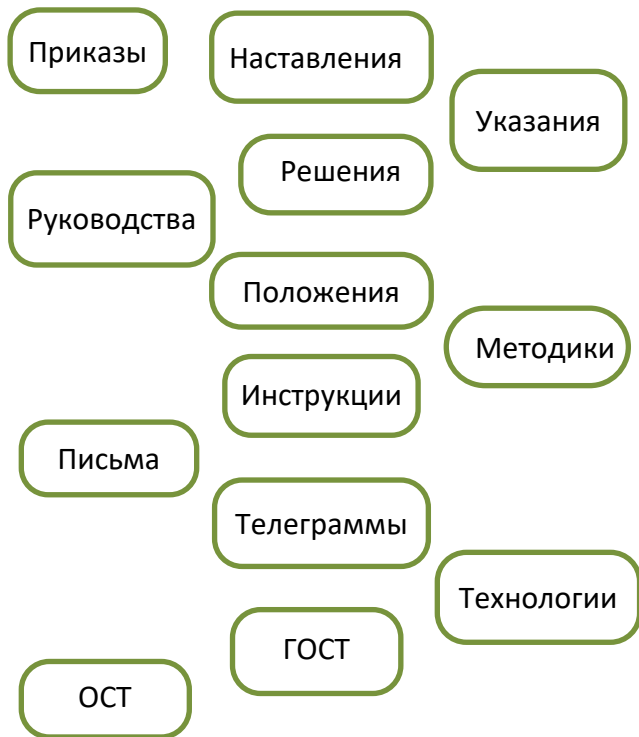 Приказы
Наставления
Указания
Решения
Руководства
Положения
Методики
Инструкции
Письма
Телеграммы
Технологии
ГОСТ
ОСТ